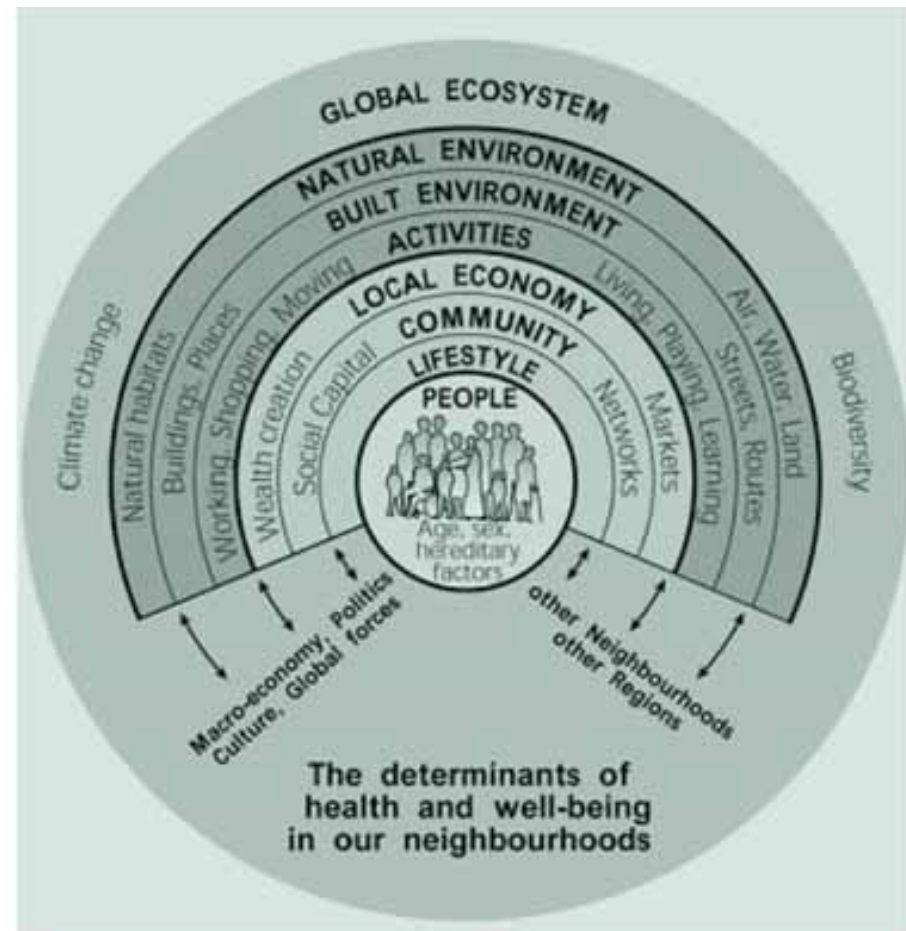 GLOBAL ECOSYSTEM
NATURAL ENVIRONMENT
BUILT ENVIRONMENT
ACTIVITIES
LOCAL ECONOMY
COMMUNITY
LIFESTYLE
PEOPLE
Age, sex,
hereditary
factors
Climate change
Natural habitats
Buildings, Places
Working, Shopping, Moving
Wealth creation
Social Capital
Networks
Markets
Living, Playing, Learning
Streets, Routes
Air, Water, Land
Biodiversity
Macro-economy, Politics
Culture, Global forces
other Neighbourhoods
other Regions
The determinants of
health and well-being
in our neighbourhoods